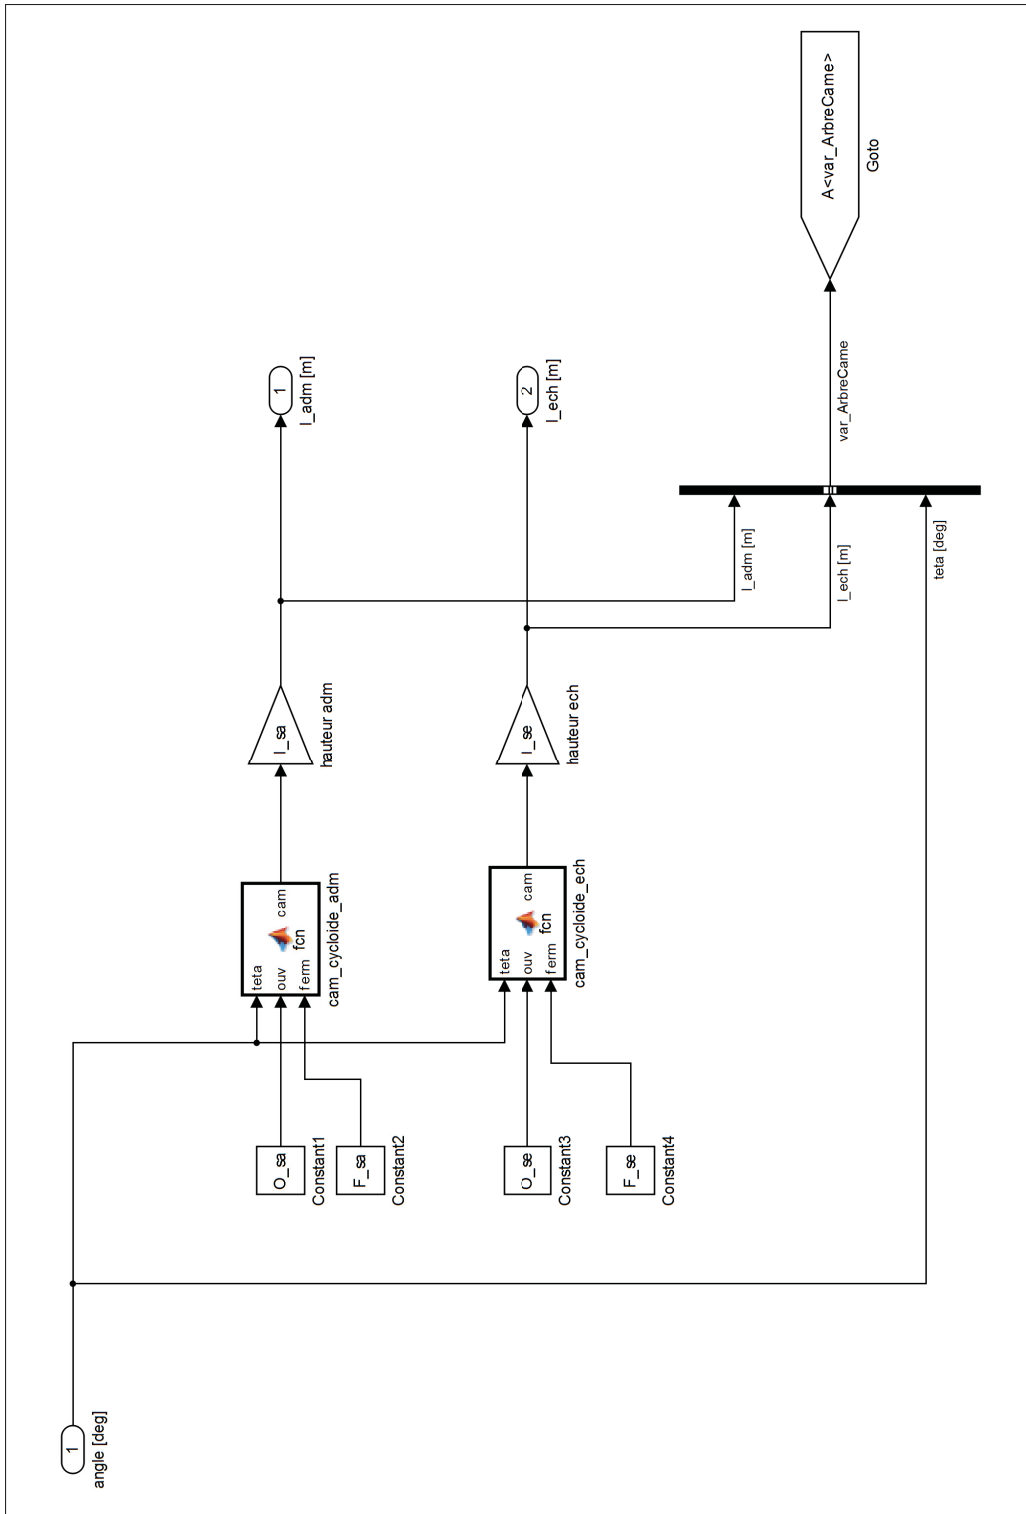 1
angle [deg]
O_sa
Constant1
F_sa
Constant2
O_se
Constant3
F_se
Constant4
teta
ouv
ferm
cam
fcn
cam_cycloide_adm
teta
ouv
ferm
cam
fcn
cam_cycloide_ech
l_sa
hauteur adm
l_se
hauteur ech
1
l_adm [m]
2
l_ech [m]
l_adm [m]
l_ech [m]
teta [deg]
var_ArbreCame
A<var_ArbreCame>
Goto